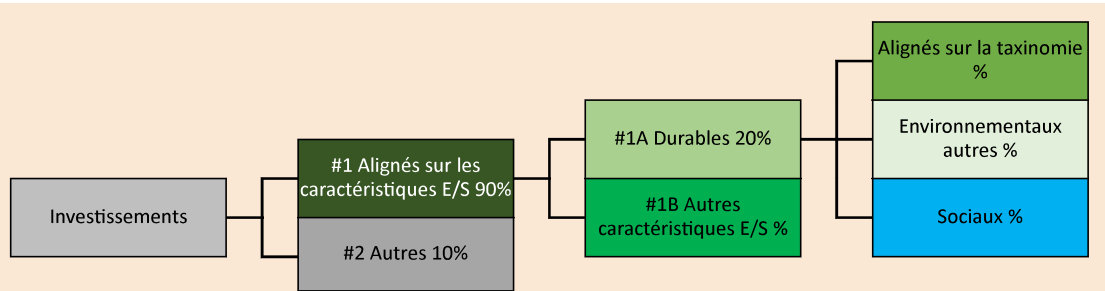 Investissements
#1 Alignés sur les
caractéristiques E/S 90%
#2 Autres 10%
#1A Durables 20%
#1B Autres
caractéristiques E/S %
Alignés sur la taxinomie
%
Environnementaux
autres %
Sociaux %